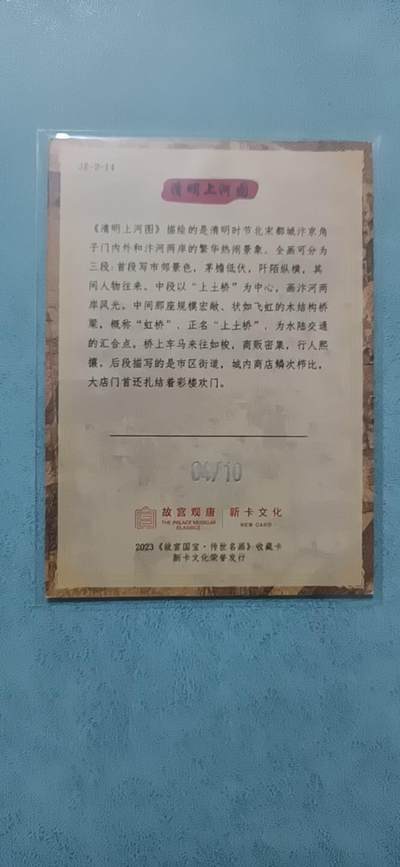 JZ-2-14
清明上河图
《清明上河图》描绘的是清明时节北宋都城汴京角
子门内外和汴河两岸的繁华热闹景象。全画可分为
三段:首段写市郊景色,茅檐低伏,阡陌纵横,其
间人物往来。中段以“上土桥”为中心,画汴河两
岸风光。中间那座规模宏敞、状如飞虹的木结构桥
梁,概称“虹桥”,正名“上土桥”,为水陆交通
的汇合点。桥上车马来往如梭,商贩密集,行人熙
攘。后段描写的是市区街道,城内商店鳞次栉比,
大店门首还扎结着彩楼欢门。
04/10
故宫观唐 新卡文化
THE PALACE MUSEUM NEW CARD
CLASSICS
2023《故宫国宝·传世名画》收藏卡
新卡文化荣誉发行